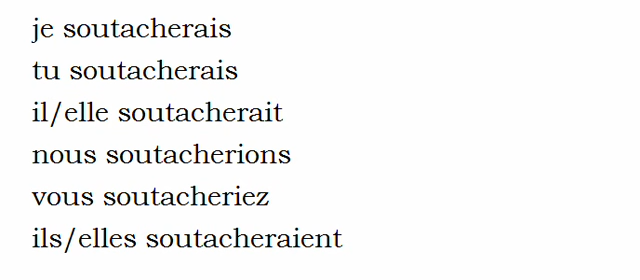 je soutacherais
tu soutacherais
il/elle soutacherait
nous soutacherions
vous soutacheriez
ils/elles soutacheraient